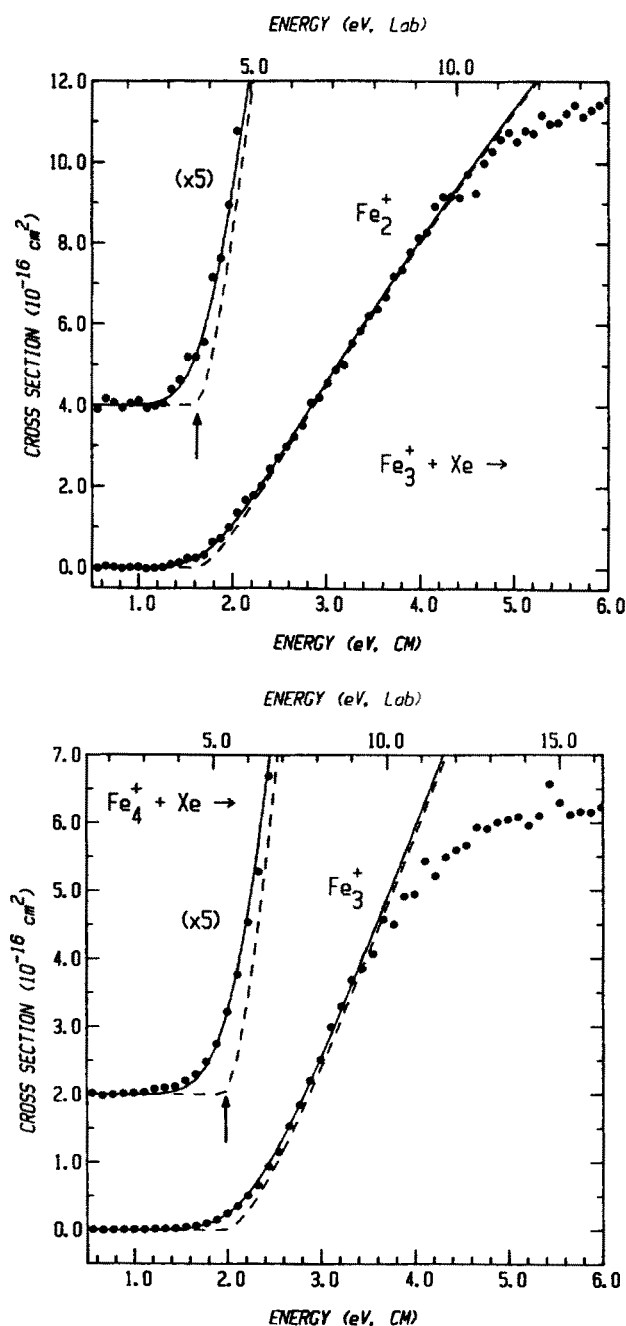 ENERGY (eV, Lab)
5.0 10.0
12.0
10.0
8.0
6.0
4.0
2.0
0.0
CROSS SECTION (10⁻¹⁶ cm²)
(x5)
Fe₂⁺
Fe₃⁺ + Xe →
1.0 2.0 3.0 4.0 5.0 6.0
ENERGY (eV, CM)
ENERGY (eV, Lab)
5.0 10.0 15.0
7.0
6.0
5.0
4.0
3.0
2.0
1.0
0.0
CROSS SECTION (10⁻¹⁶ cm²)
Fe₄⁺ + Xe →
(x5)
Fe₃⁺
1.0 2.0 3.0 4.0 5.0 6.0
ENERGY (eV, CM)